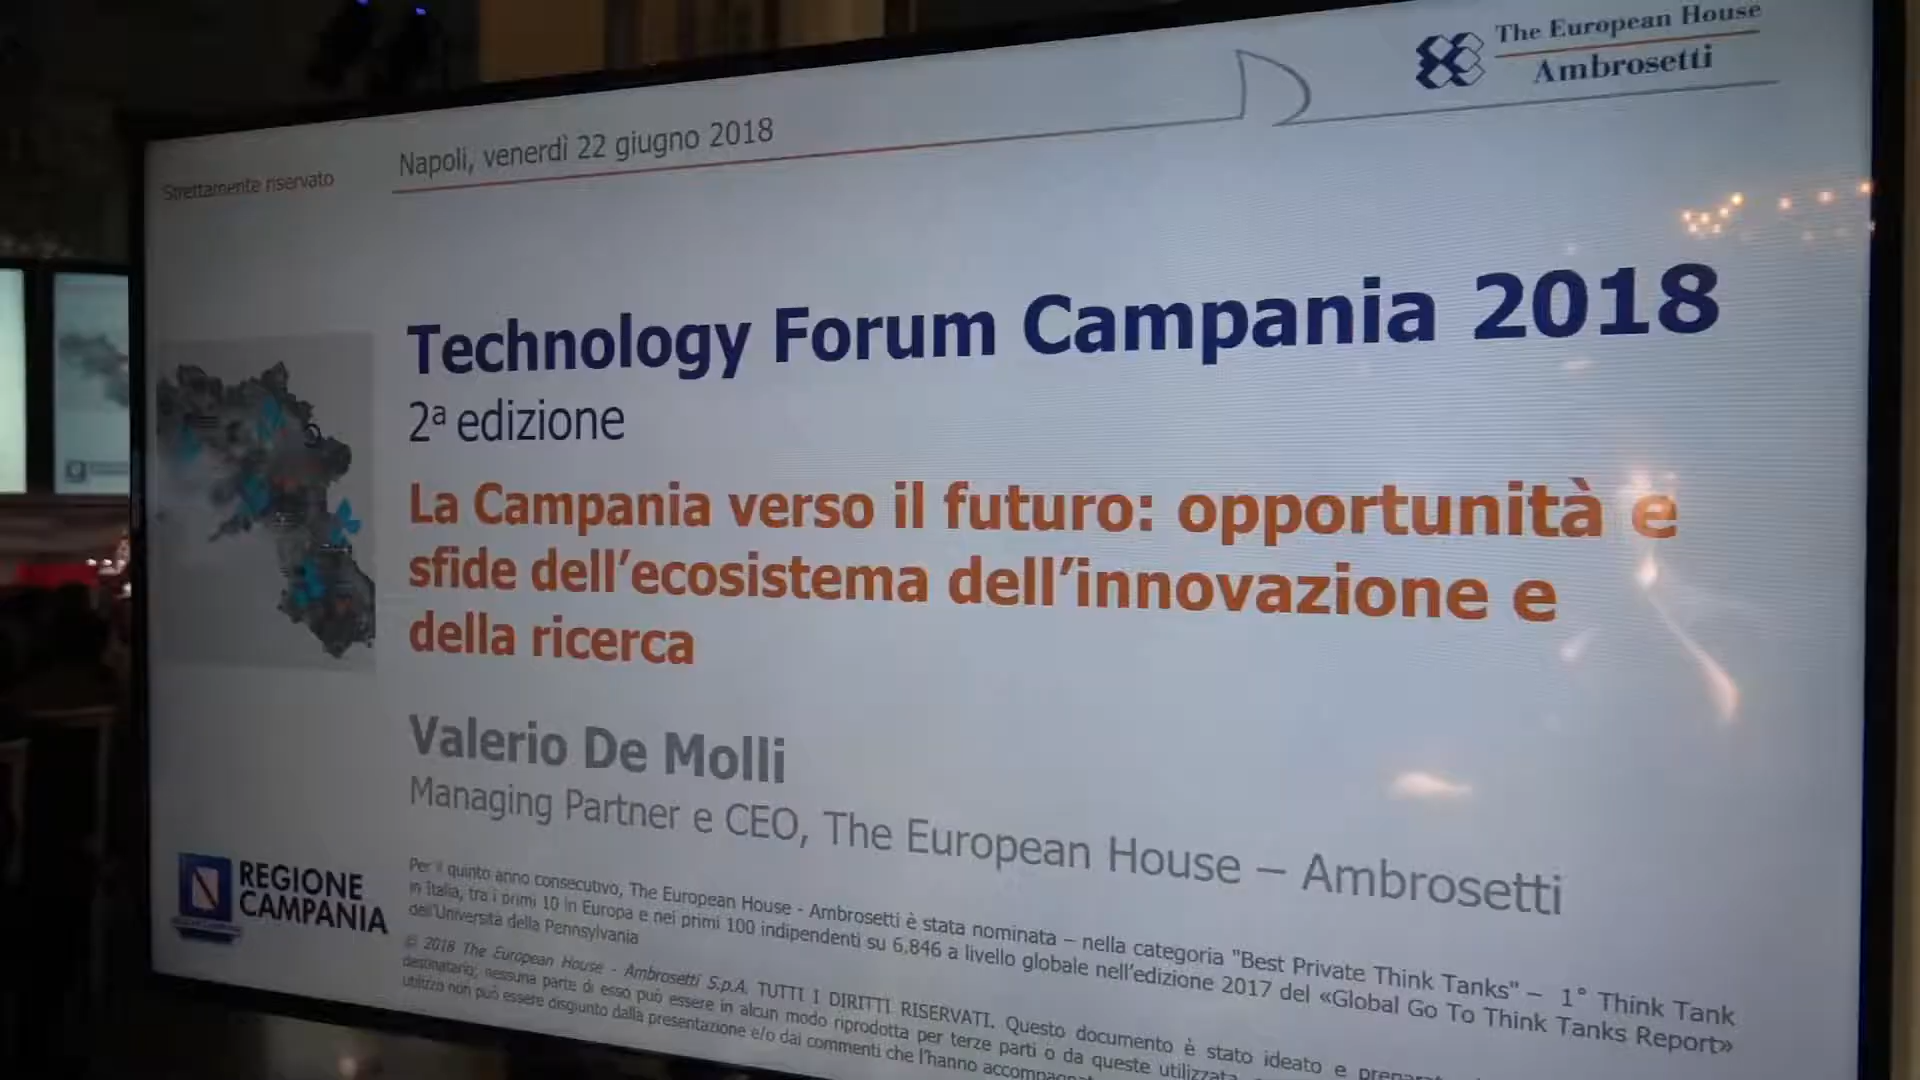 The European House
Ambrosetti
Strettamente riservato
Napoli, venerdì 22 giugno 2018
Technology Forum Campania 2018
2ª edizione
La Campania verso il futuro: opportunità e
sfide dell'ecosistema dell'innovazione e
della ricerca
Valerio De Molli
Managing Partner e CEO, The European House – Ambrosetti
REGIONE
CAMPANIA
Per il quinto anno consecutivo, The European House - Ambrosetti è stata nominata – nella categoria "Best Private Think Tanks" – 1° Think Tank
in Italia, tra i primi 10 in Europa e nei primi 100 indipendenti su 6.846 a livello globale nell'edizione 2017 del «Global Go To Think Tanks Report»
dell'Università della Pennsylvania
© 2018 The European House - Ambrosetti S.p.A. TUTTI I DIRITTI RISERVATI. Questo documento è stato ideato e
destinatario; nessuna parte di esso può essere in alcun modo riprodotta per terze parti o da queste utilizzata
utilizzo non può essere disgiunto dalla presentazione e/o dai commenti che l'hanno